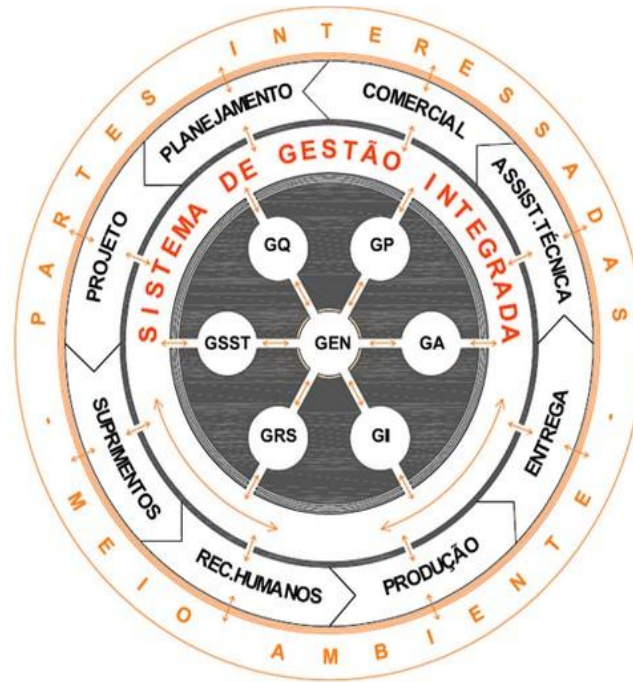 PARTES INTERESSADAS - MEIO AMBIENTE -
PLANEJAMENTO
COMERCIAL
ASSIST.TÉCNICA
ENTREGA
PRODUÇÃO
REC.HUMANOS
SUPRIMENTOS
PROJETO
SISTEMA DE GESTÃO INTEGRADA
GQ
GP
GSST
GEN
GA
GRS
GI